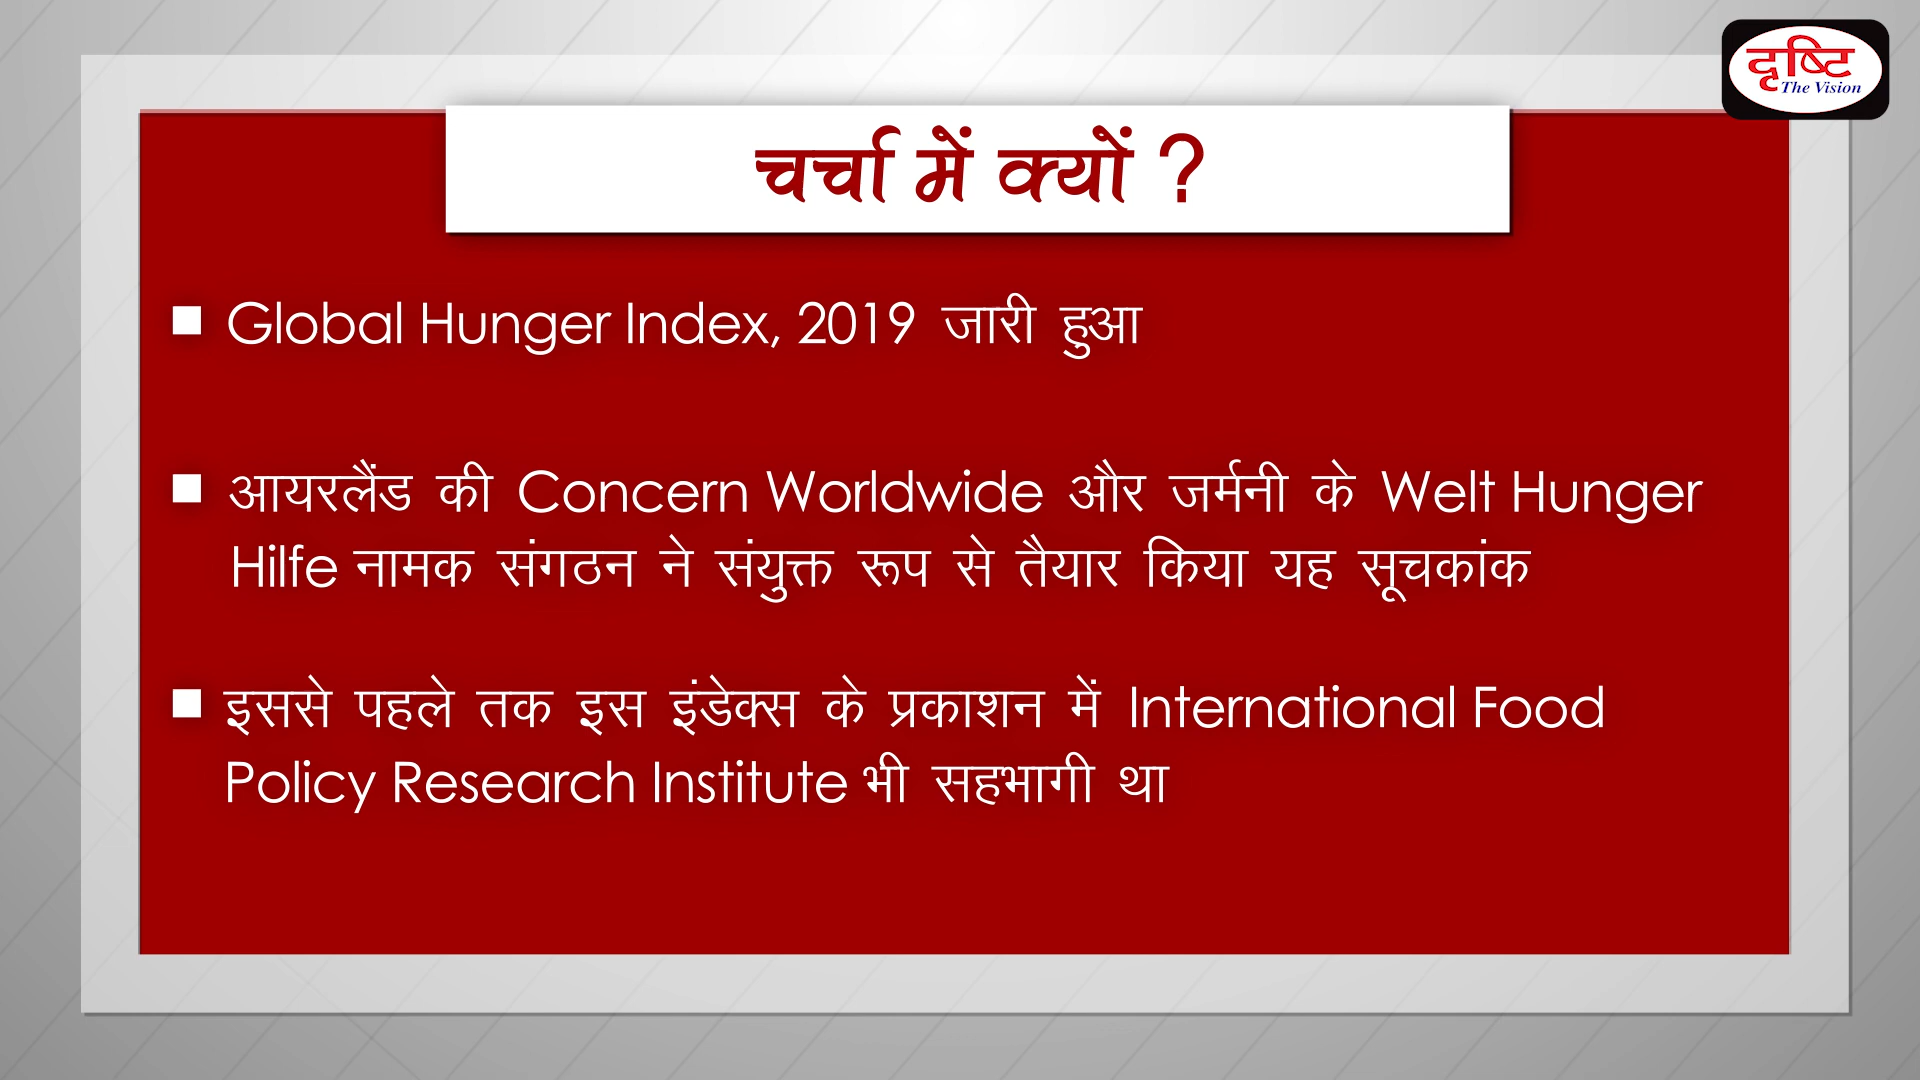 दृष्टि
The Vision
चर्चा में क्यों ?
■ Global Hunger Index, 2019 जारी हुआ
■ आयरलैंड की Concern Worldwide और जर्मनी के Welt Hunger
Hilfe नामक संगठन ने संयुक्त रूप से तैयार किया यह सूचकांक
■ इससे पहले तक इस इंडेक्स के प्रकाशन में International Food
Policy Research Institute भी सहभागी था